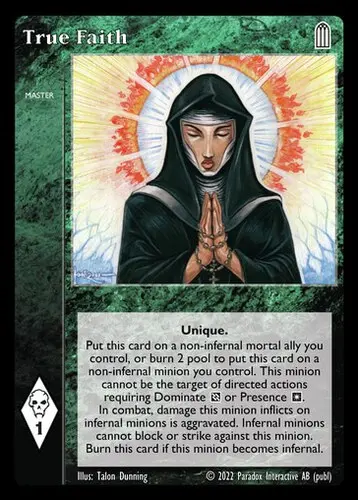 True Faith
MASTER
Unique.
Put this card on a non-infernal mortal ally you
control, or burn 2 pool to put this card on a
non-infernal minion you control. This minion
cannot be the target of directed actions
requiring Dominate or Presence .
In combat, damage this minion inflicts on
infernal minions is aggravated. Infernal minions
cannot block or strike against this minion.
Burn this card if this minion becomes infernal.
1
Illus: Talon Dunning © 2022 Paradox Interactive AB (publ)